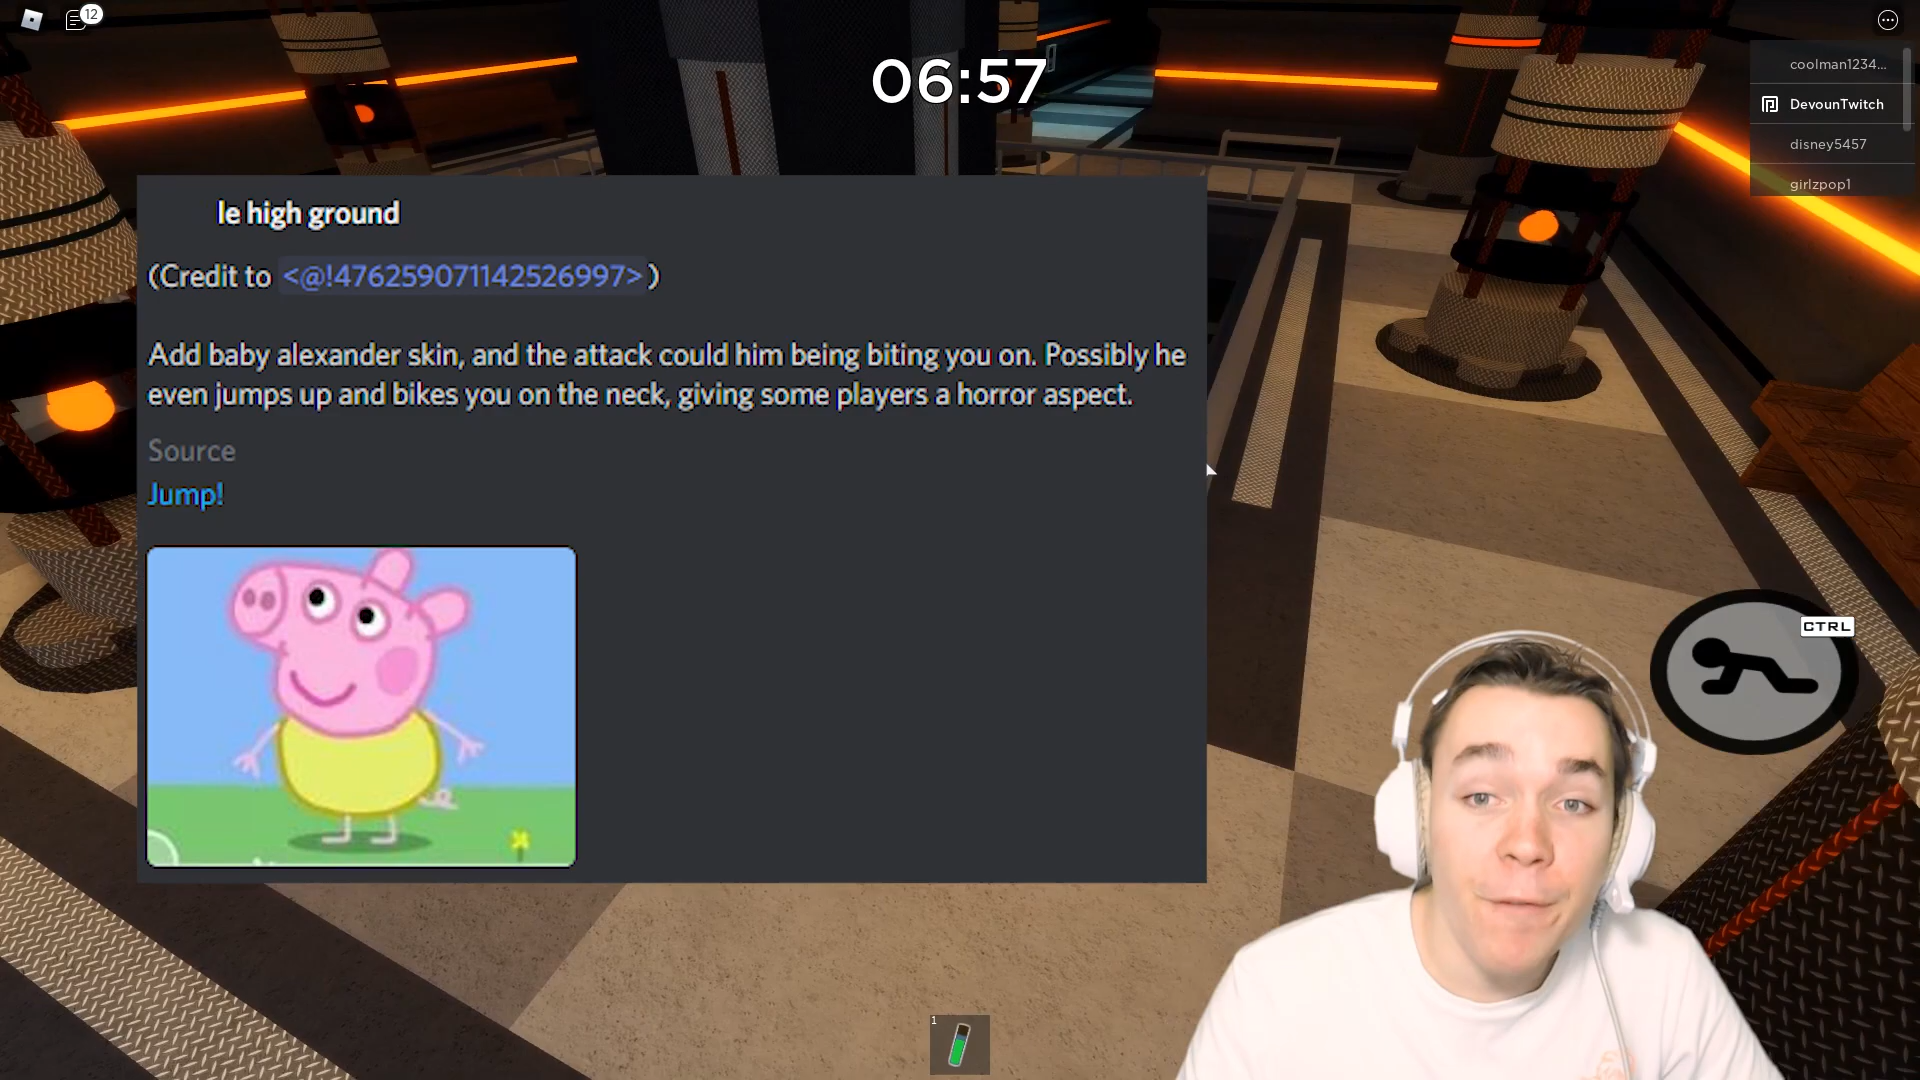 12
06:57
coolman1234...
DevounTwitch
disney5457
girlzpop1
le high ground
(Credit to <@!476259071142526997>)
Add baby alexander skin, and the attack could him being biting you on. Possibly he
even jumps up and bikes you on the neck, giving some players a horror aspect.
Source
Jump!
CTRL
1